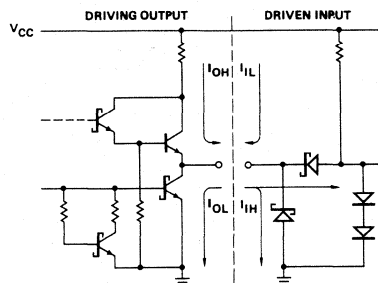 DRIVING OUTPUT
DRIVEN INPUT
VCC
IOH
IIL
IOL
IIH